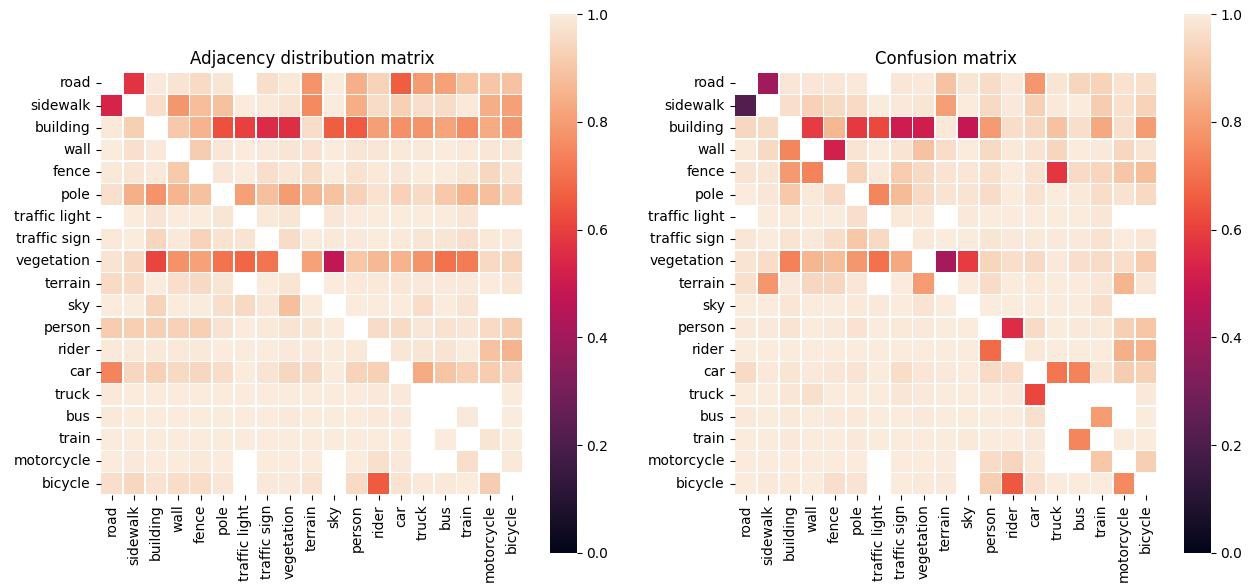 Adjacency distribution matrix
road
sidewalk
building
wall
fence
pole
traffic light
traffic sign
vegetation
terrain
sky
person
rider
car
truck
bus
train
motorcycle
bicycle
road
sidewalk
building
wall
fence
pole
traffic light
traffic sign
vegetation
terrain
sky
person
rider
car
truck
bus
train
motorcycle
bicycle
1.0
0.8
0.6
0.4
0.2
0.0
Confusion matrix
road
sidewalk
building
wall
fence
pole
traffic light
traffic sign
vegetation
terrain
sky
person
rider
car
truck
bus
train
motorcycle
bicycle
road
sidewalk
building
wall
fence
pole
traffic light
traffic sign
vegetation
terrain
sky
person
rider
car
truck
bus
train
motorcycle
bicycle
1.0
0.8
0.6
0.4
0.2
0.0